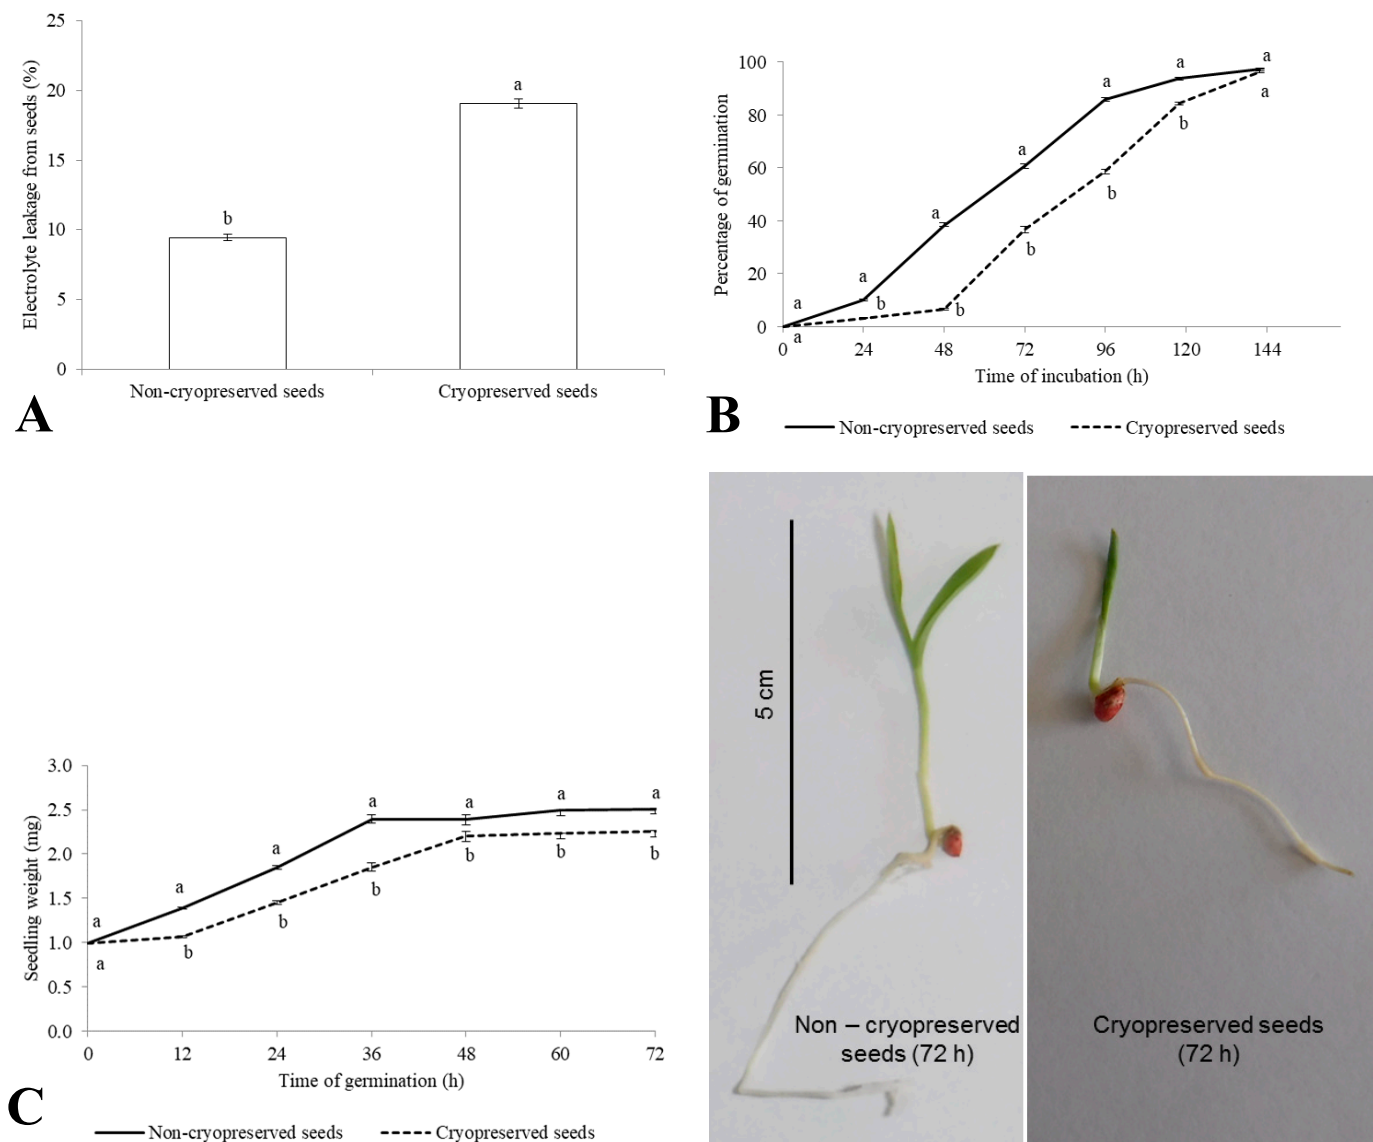 Electrolyte leakage from seeds (%)
25
20
15
10
5
0
b
a
Non-cryopreserved seeds
Cryopreserved seeds
A
Percentage of germination
100
80
60
40
20
0
a
a
a
b
a
b
a
b
a
b
a
b
a
a
0 24 48 72 96 120 144
Time of incubation (h)
B
Non-cryopreserved seeds
Cryopreserved seeds
Seedling weight (mg)
3.0
2.5
2.0
1.5
1.0
0.5
0.0
a
a
a
b
a
b
a
b
a
b
a
b
a
b
0 12 24 36 48 60 72
Time of germination (h)
C
Non-cryopreserved seeds
Cryopreserved seeds
5 cm
Non – cryopreserved
seeds (72 h)
Cryopreserved seeds
(72 h)